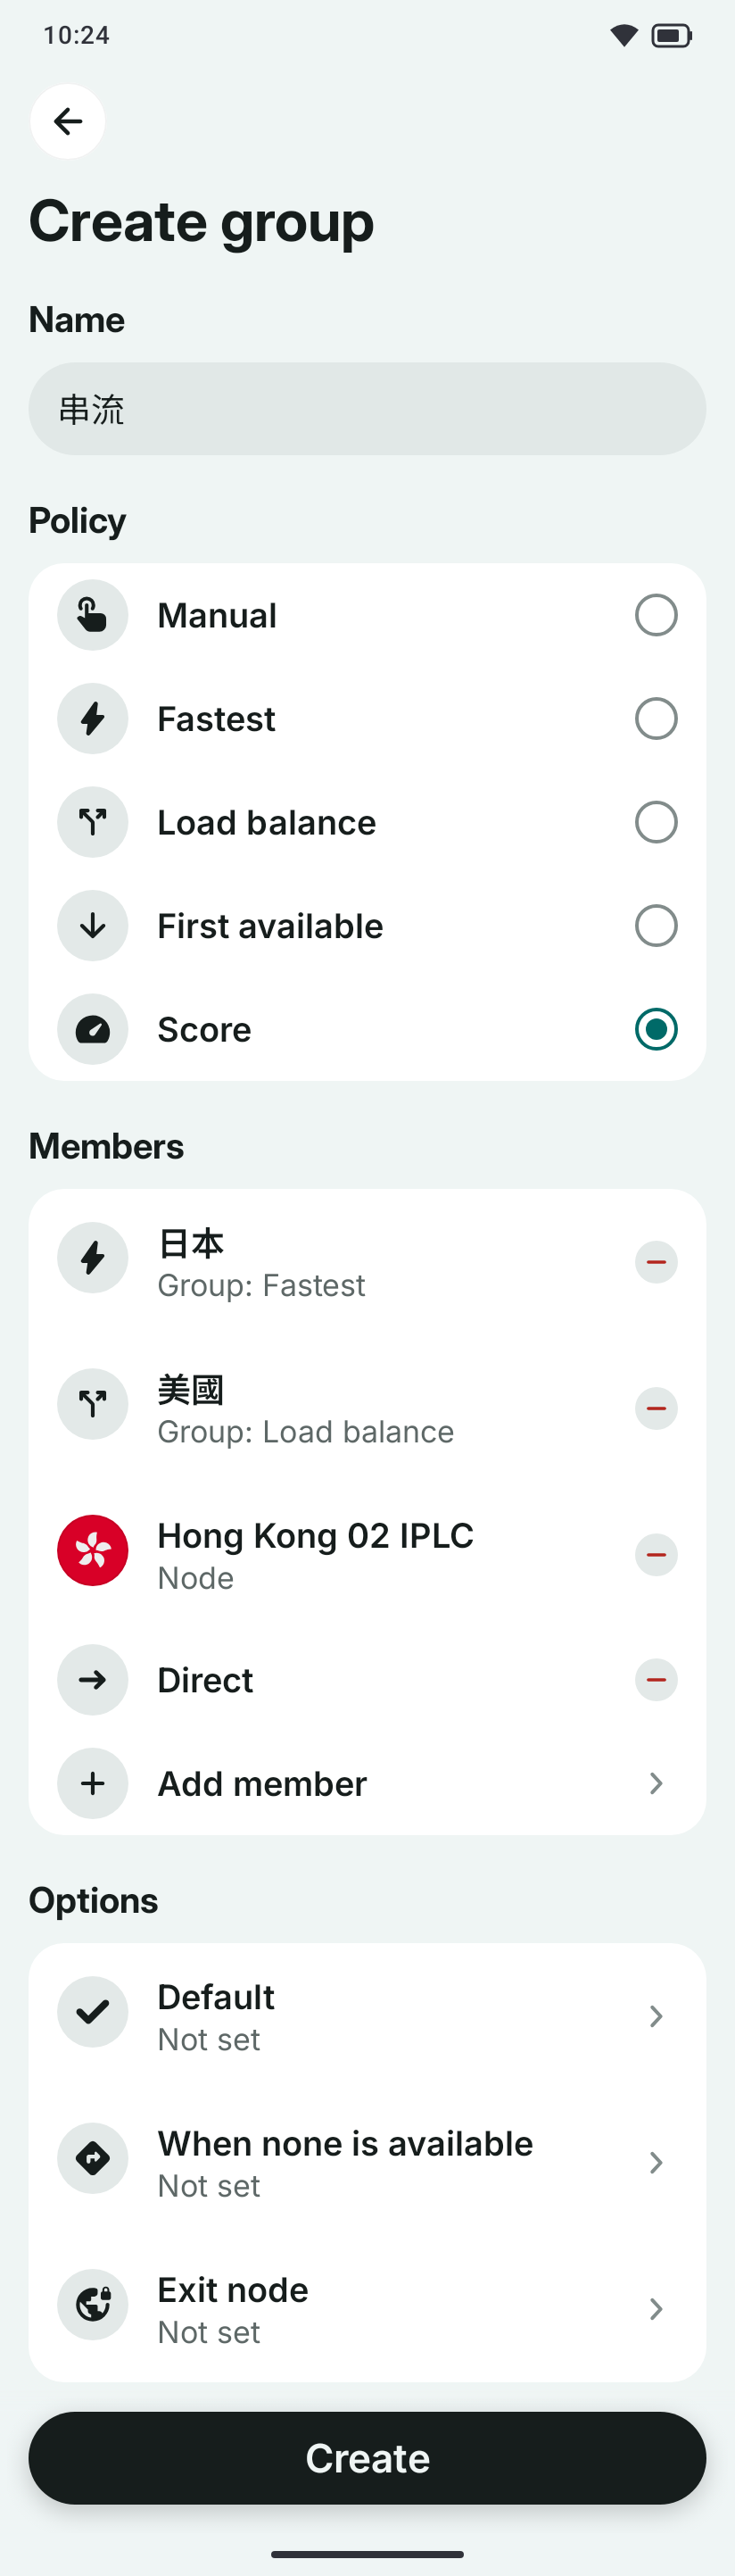 10:24
Create group
Name
串流
Policy
Manual
Fastest
Load balance
First available
Score
Members
日本
Group: Fastest
美國
Group: Load balance
Hong Kong 02 IPLC
Node
Direct
Add member
Options
Default
Not set
When none is available
Not set
Exit node
Not set
Create